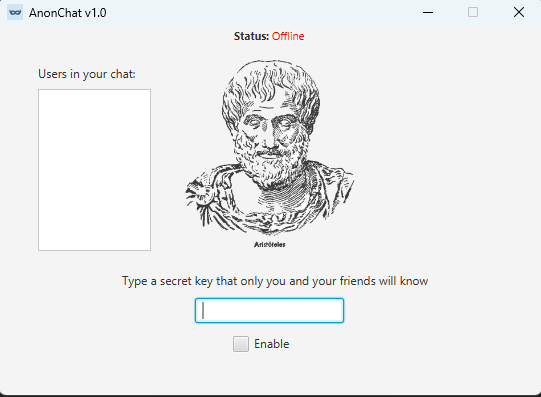 AnonChat v1.0
Status: Offline
Users in your chat:
Aristóteles
Type a secret key that only you and your friends will know
Enable